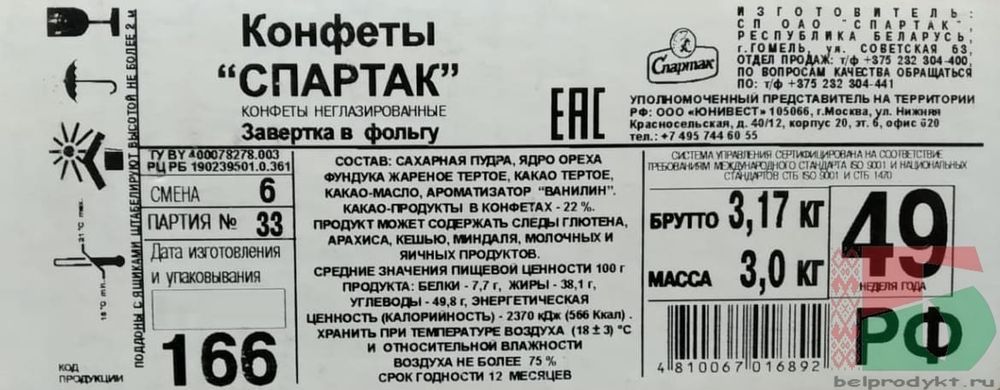 Конфеты
“СПАРТАК”
КОНФЕТЫ НЕГЛАЗИРОВАННЫЕ
Завертка в фольгу
Спартак
ЕАС
ИЗГОТОВИТЕЛЬ:
СП ОАО "СПАРТАК",
РЕСПУБЛИКА БЕЛАРУСЬ,
г.ГОМЕЛЬ, ул. СОВЕТСКАЯ 63,
ОТДЕЛ ПРОДАЖ: т/ф +375 232 304-400,
ПО ВОПРОСАМ КАЧЕСТВА ОБРАЩАТЬСЯ
ПО: т/ф +375 232 304-441
УПОЛНОМОЧЕННЫЙ ПРЕДСТАВИТЕЛЬ НА ТЕРРИТОРИИ
РФ: ООО «ЮНИВЕСТ» 105066, г.Москва, ул. Нижняя
Красносельская, д.40/12, корпус 20, эт. 6, офис 620
тел.: +7 495 744 60 55
ПОДДОНЫ С ЯЩИКАМИ ШТАБЕЛИРУЮТ ВЫСОТОЙ НЕ БОЛЕЕ 2 м
ТУ BY 400078278.003
РЦ РБ 190239501.0.361
СМЕНА 6
ПАРТИЯ № 33
Дата изготовления
и упаковывания
КОД
ПРОДУКЦИИ
166
СОСТАВ: САХАРНАЯ ПУДРА, ЯДРО ОРЕХА
ФУНДУКА ЖАРЕНОЕ ТЕРТОЕ, КАКАО ТЕРТОЕ,
КАКАО-МАСЛО, АРОМАТИЗАТОР "ВАНИЛИН".
КАКАО-ПРОДУКТЫ В КОНФЕТАХ - 22 %.
ПРОДУКТ МОЖЕТ СОДЕРЖАТЬ СЛЕДЫ ГЛЮТЕНА,
АРАХИСА, КЕШЬЮ, МИНДАЛЯ, МОЛОЧНЫХ И
ЯИЧНЫХ ПРОДУКТОВ.
СРЕДНИЕ ЗНАЧЕНИЯ ПИЩЕВОЙ ЦЕННОСТИ 100 г
ПРОДУКТА: БЕЛКИ - 7,7 г, ЖИРЫ - 38,1 г,
УГЛЕВОДЫ - 49,8 г, ЭНЕРГЕТИЧЕСКАЯ
ЦЕННОСТЬ (КАЛОРИЙНОСТЬ) - 2370 кДж (566 Ккал) .
ХРАНИТЬ ПРИ ТЕМПЕРАТУРЕ ВОЗДУХА (18 ± 3) °С
И ОТНОСИТЕЛЬНОЙ ВЛАЖНОСТИ
ВОЗДУХА НЕ БОЛЕЕ 75 %
СРОК ГОДНОСТИ 12 МЕСЯЦЕВ
СИСТЕМА УПРАВЛЕНИЯ СЕРТИФИЦИРОВАНА НА СООТВЕТСТВИЕ
ТРЕБОВАНИЯМ МЕЖДУНАРОДНОГО СТАНДАРТА ISO 9001 И НАЦИОНАЛЬНЫХ
СТАНДАРТОВ СТБ ISO 9001 И СТБ 1470
БРУТТО 3,17 КГ
МАССА 3,0 КГ
49
НЕДЕЛЯ ГОДА
РФ
4 810067 016892
belprodykt.ru